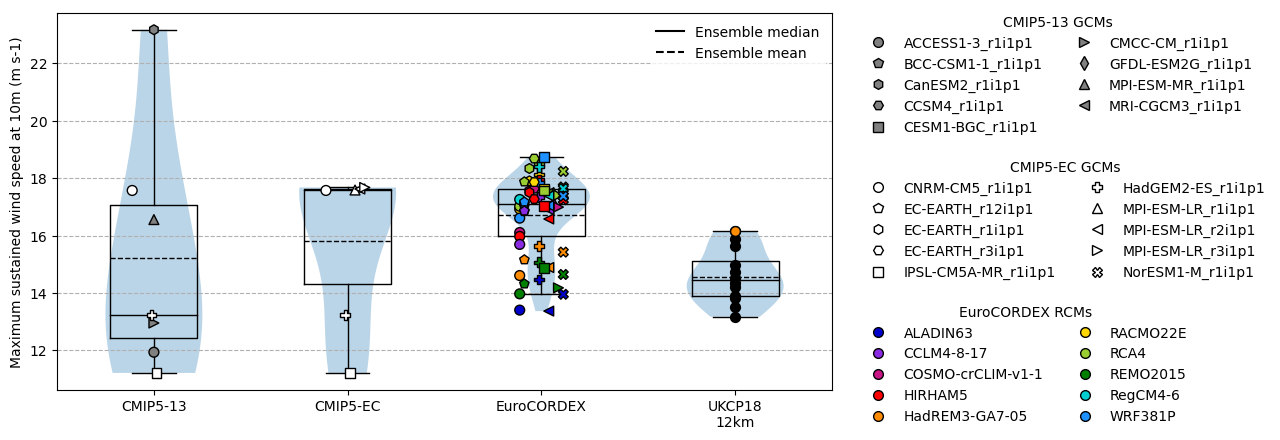 Maximum sustained wind speed at 10m (m s-1)
22
20
18
16
14
12
Ensemble median
Ensemble mean
CMIP5-13
CMIP5-EC
EuroCORDEX
UKCP18
12km
CMIP5-13 GCMs
ACCESS1-3_r1i1p1
BCC-CSM1-1_r1i1p1
CanESM2_r1i1p1
CCSM4_r1i1p1
CESM1-BGC_r1i1p1
CMCC-CM_r1i1p1
GFDL-ESM2G_r1i1p1
MPI-ESM-MR_r1i1p1
MRI-CGCM3_r1i1p1
CMIP5-EC GCMs
CNRM-CM5_r1i1p1
EC-EARTH_r12i1p1
EC-EARTH_r1i1p1
EC-EARTH_r3i1p1
IPSL-CM5A-MR_r1i1p1
HadGEM2-ES_r1i1p1
MPI-ESM-LR_r1i1p1
MPI-ESM-LR_r2i1p1
MPI-ESM-LR_r3i1p1
NorESM1-M_r1i1p1
EuroCORDEX RCMs
ALADIN63
CCLM4-8-17
COSMO-crCLIM-v1-1
HIRHAM5
HadREM3-GA7-05
RACMO22E
RCA4
REMO2015
RegCM4-6
WRF381P